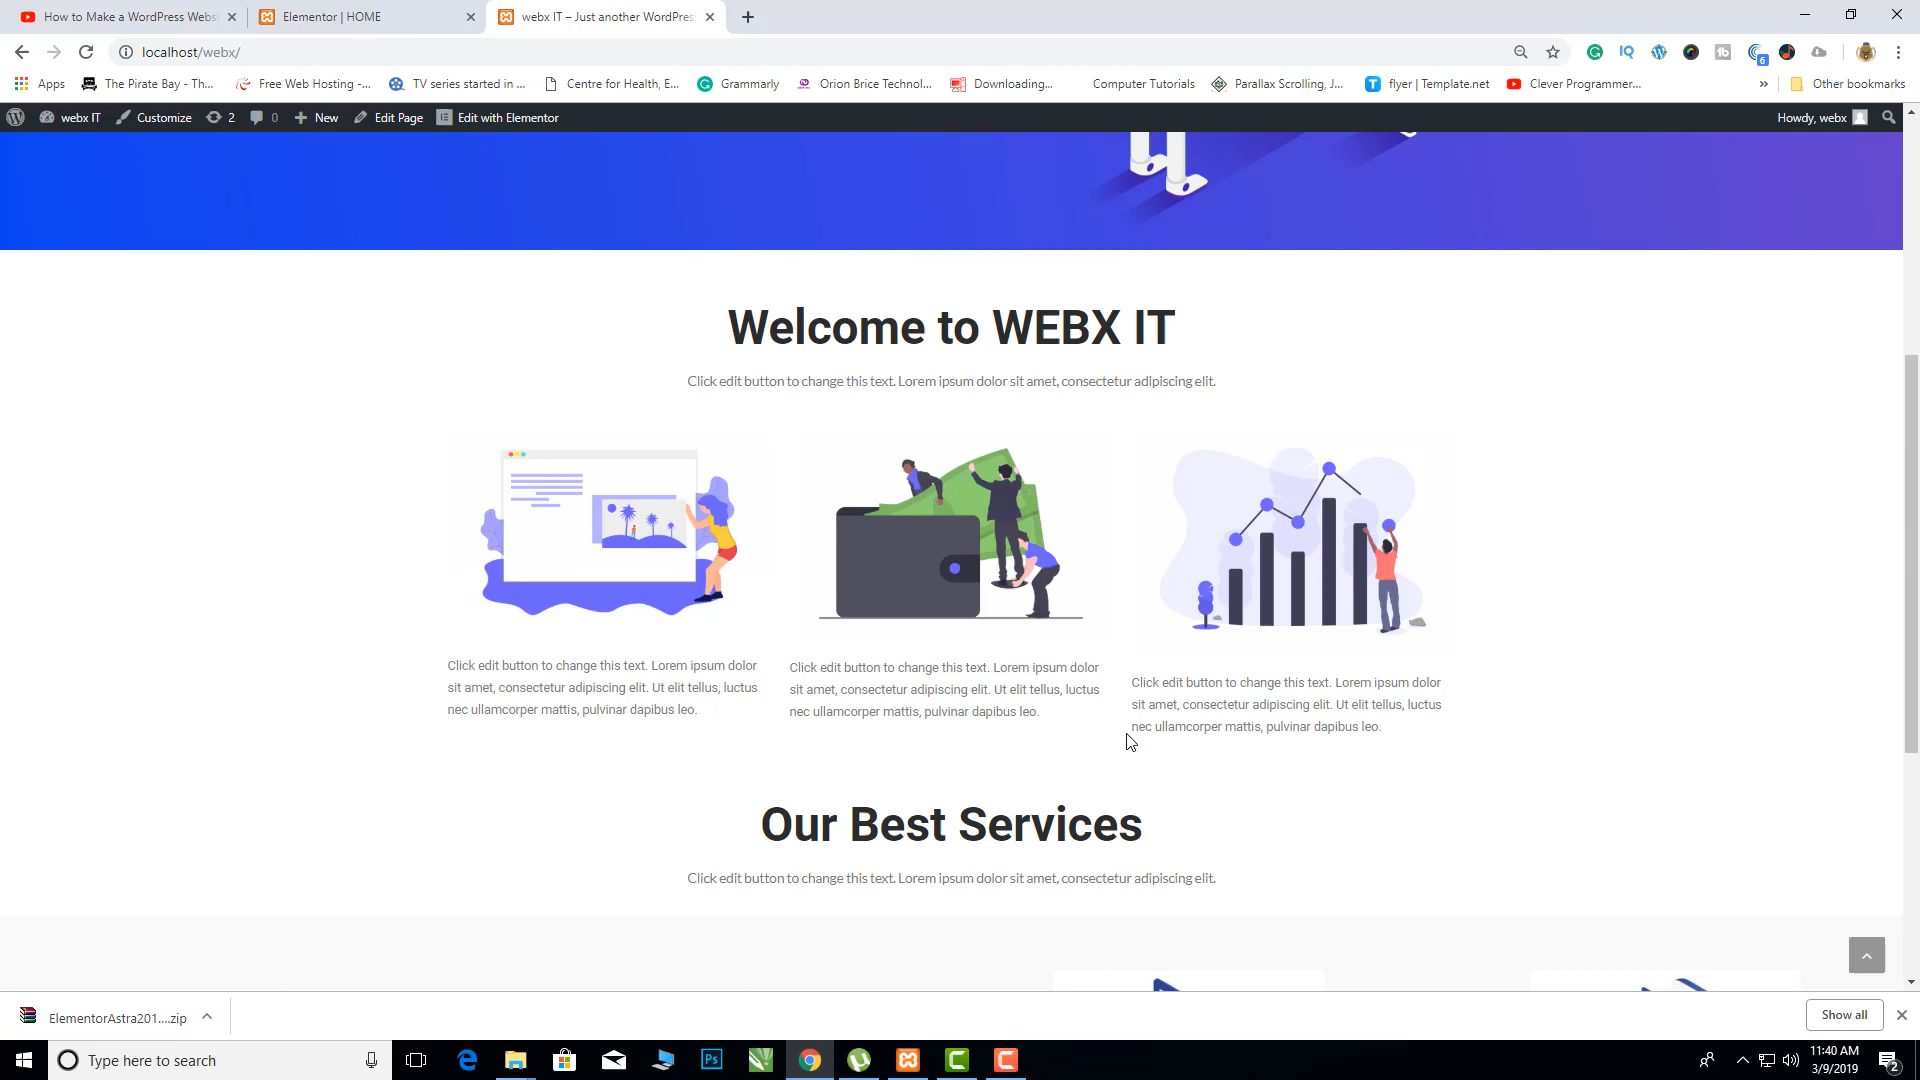 How to Make a WordPress Webs
Elementor | HOME
webx IT – Just another WordPres
localhost/webx/
6
Apps
The Pirate Bay - Th...
Free Web Hosting -...
TV series started in ...
Centre for Health, E...
Grammarly
Orion Brice Technol...
Downloading...
Computer Tutorials
Parallax Scrolling, J...
flyer | Template.net
Clever Programmer...
»
Other bookmarks
webx IT
Customize
2
0
New
Edit Page
Edit with Elementor
Howdy, webx
Welcome to WEBX IT
Click edit button to change this text. Lorem ipsum dolor sit amet, consectetur adipiscing elit.
Click edit button to change this text. Lorem ipsum dolor
sit amet, consectetur adipiscing elit. Ut elit tellus, luctus
nec ullamcorper mattis, pulvinar dapibus leo.
Click edit button to change this text. Lorem ipsum dolor
sit amet, consectetur adipiscing elit. Ut elit tellus, luctus
nec ullamcorper mattis, pulvinar dapibus leo.
Click edit button to change this text. Lorem ipsum dolor
sit amet, consectetur adipiscing elit. Ut elit tellus, luctus
nec ullamcorper mattis, pulvinar dapibus leo.
Our Best Services
Click edit button to change this text. Lorem ipsum dolor sit amet, consectetur adipiscing elit.
ElementorAstra201....zip
Show all
Type here to search
Ps
11:40 AM
3/9/2019
2